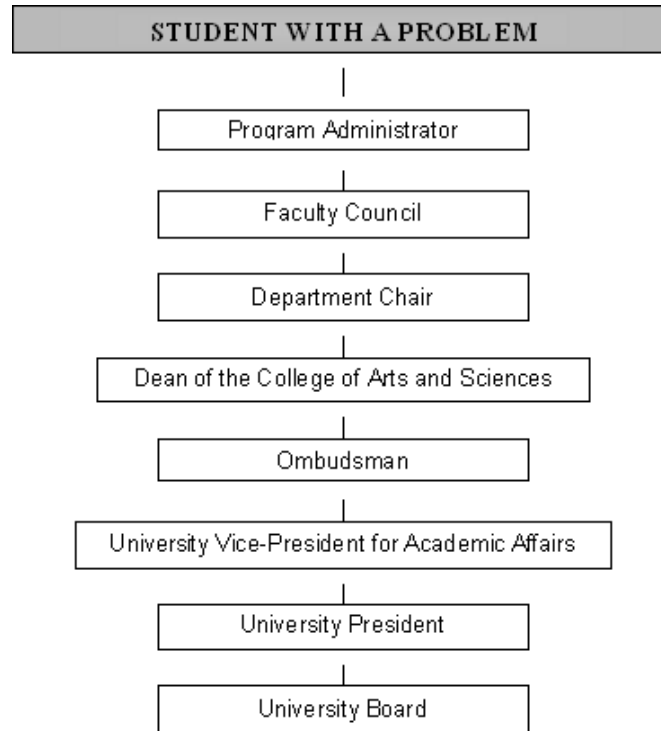 STUDENT WITH A PROBLEM
Program Administrator
Faculty Council
Department Chair
Dean of the College of Arts and Sciences
Ombudsman
University Vice-President for Academic Affairs
University President
University Board